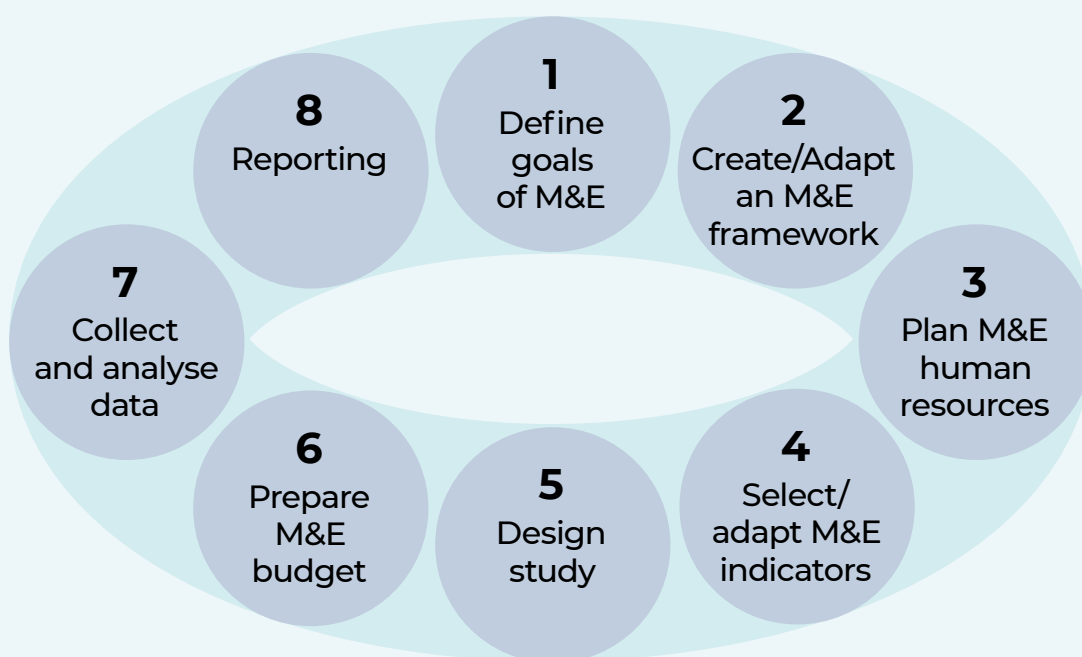 1
Define
goals
of M&E
2
Create/Adapt
an M&E
framework
3
Plan M&E
human
resources
4
Select/
adapt M&E
indicators
5
Design
study
6
Prepare
M&E
budget
7
Collect
and analyse
data
8
Reporting